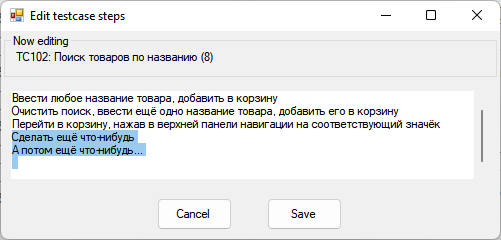 Edit testcase steps
Now editing
TC102: Поиск товаров по названию (8)
Ввести любое название товара, добавить в корзину
Очистить поиск, ввести ещё одно название товара, добавить его в корзину
Перейти в корзину, нажав в верхней панели навигации на соответствующий значёк
Сделать ещё что-нибудь
А потом ещё что-нибудь...
Cancel
Save